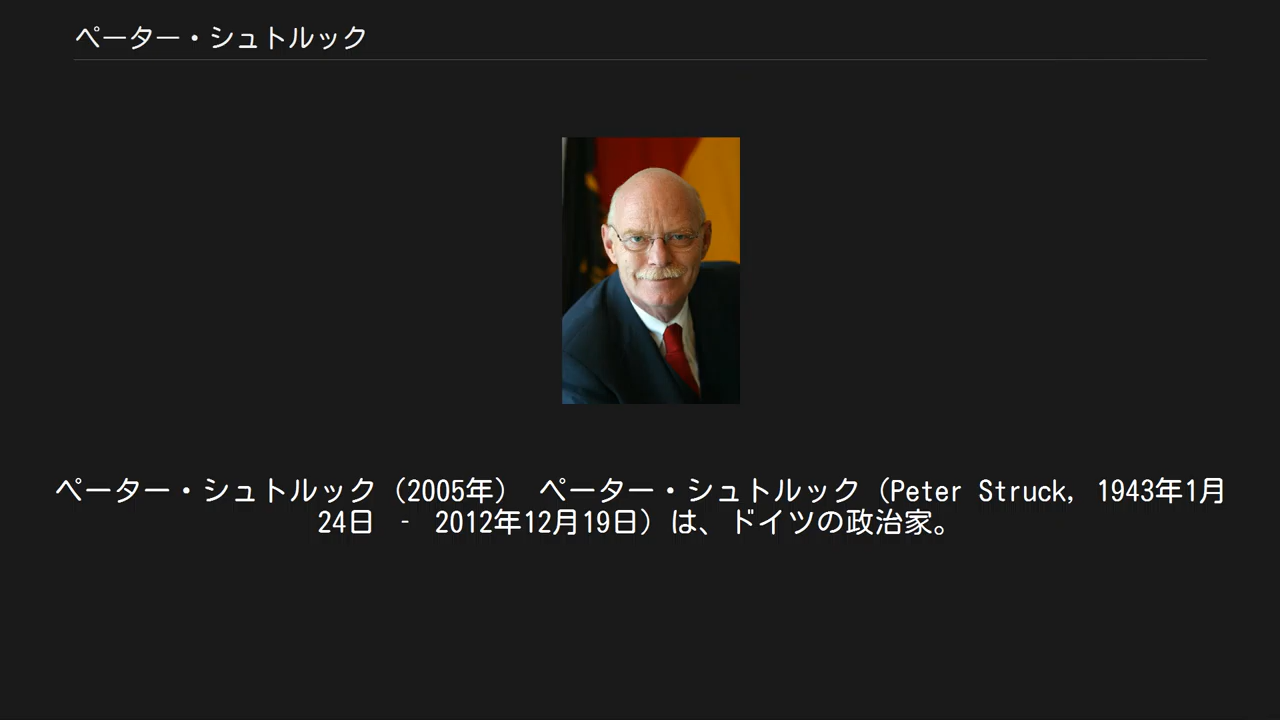 ペーター・シュトルック
ペーター・シュトルック（2005年） ペーター・シュトルック（Peter Struck, 1943年1月
24日 - 2012年12月19日）は、ドイツの政治家。